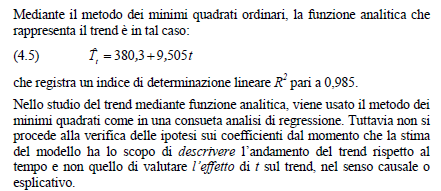 Mediante il metodo dei minimi quadrati ordinari, la funzione analitica che
rappresenta il trend è in tal caso:
(4.5) T̂t = 380,3+9,505t
che registra un indice di determinazione lineare R² pari a 0,985.
Nello studio del trend mediante funzione analitica, viene usato il metodo dei
minimi quadrati come in una consueta analisi di regressione. Tuttavia non si
procede alla verifica delle ipotesi sui coefficienti dal momento che la stima
del modello ha lo scopo di descrivere l'andamento del trend rispetto al
tempo e non quello di valutare l'effetto di t sul trend, nel senso causale o
esplicativo.